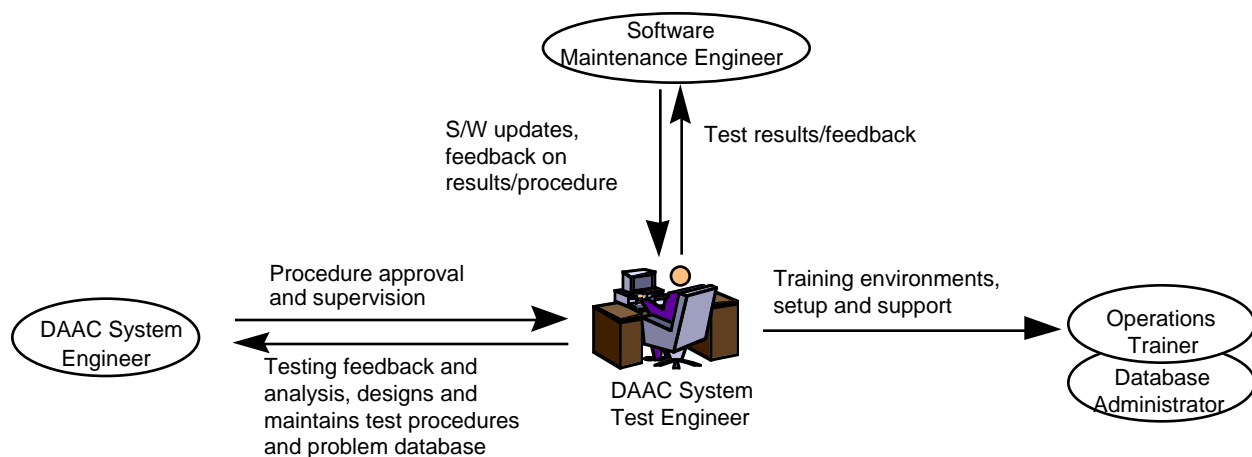 Software
Maintenance Engineer
S/W updates,
feedback on
results/procedure
Test results/feedback
Procedure approval
and supervision
Training environments,
setup and support
DAAC System
Engineer
Operations
Trainer
Database
Administrator
Testing feedback and
analysis, designs and
maintains test procedures
and problem database
DAAC System
Test Engineer